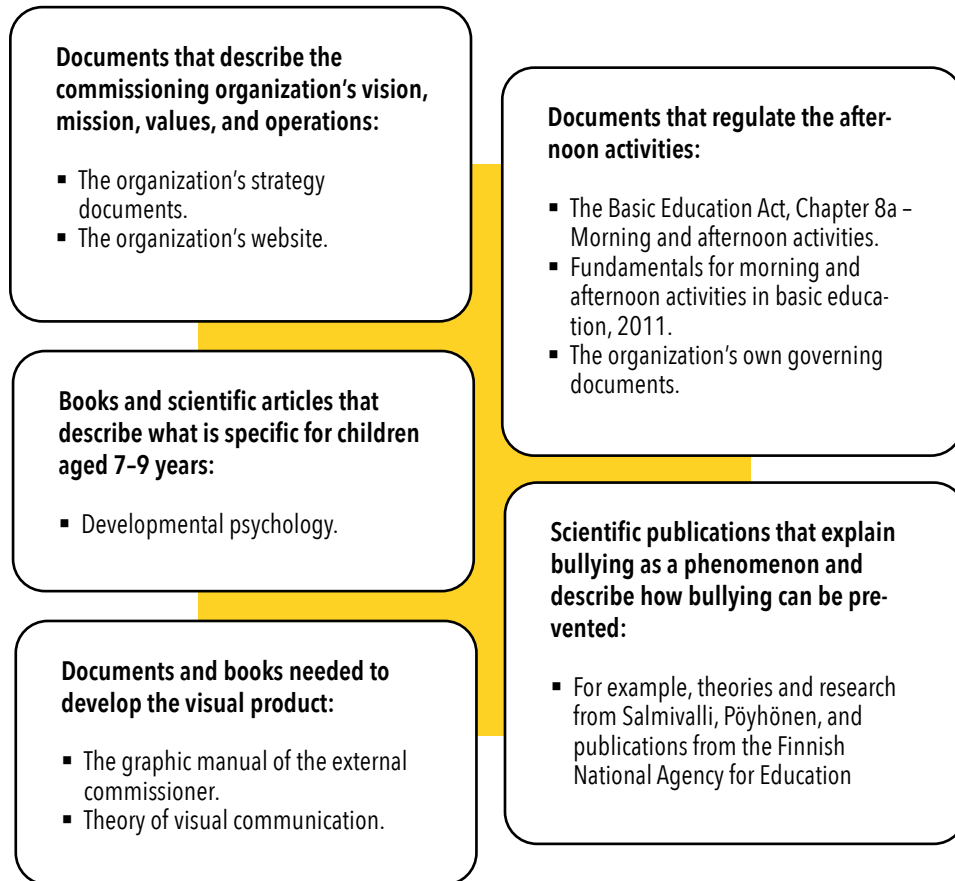 Documents that describe the
commissioning organization's vision,
mission, values, and operations:
▪ The organization's strategy
documents.
▪ The organization's website.
Documents that regulate the after-
noon activities:
▪ The Basic Education Act, Chapter 8a –
Morning and afternoon activities.
▪ Fundamentals for morning and
afternoon activities in basic educa-
tion, 2011.
▪ The organization's own governing
documents.
Books and scientific articles that
describe what is specific for children
aged 7–9 years:
▪ Developmental psychology.
Scientific publications that explain
bullying as a phenomenon and
describe how bullying can be pre-
vented:
▪ For example, theories and research
from Salmivalli, Pöyhönen, and
publications from the Finnish
National Agency for Education
Documents and books needed to
develop the visual product:
▪ The graphic manual of the external
commissioner.
▪ Theory of visual communication.